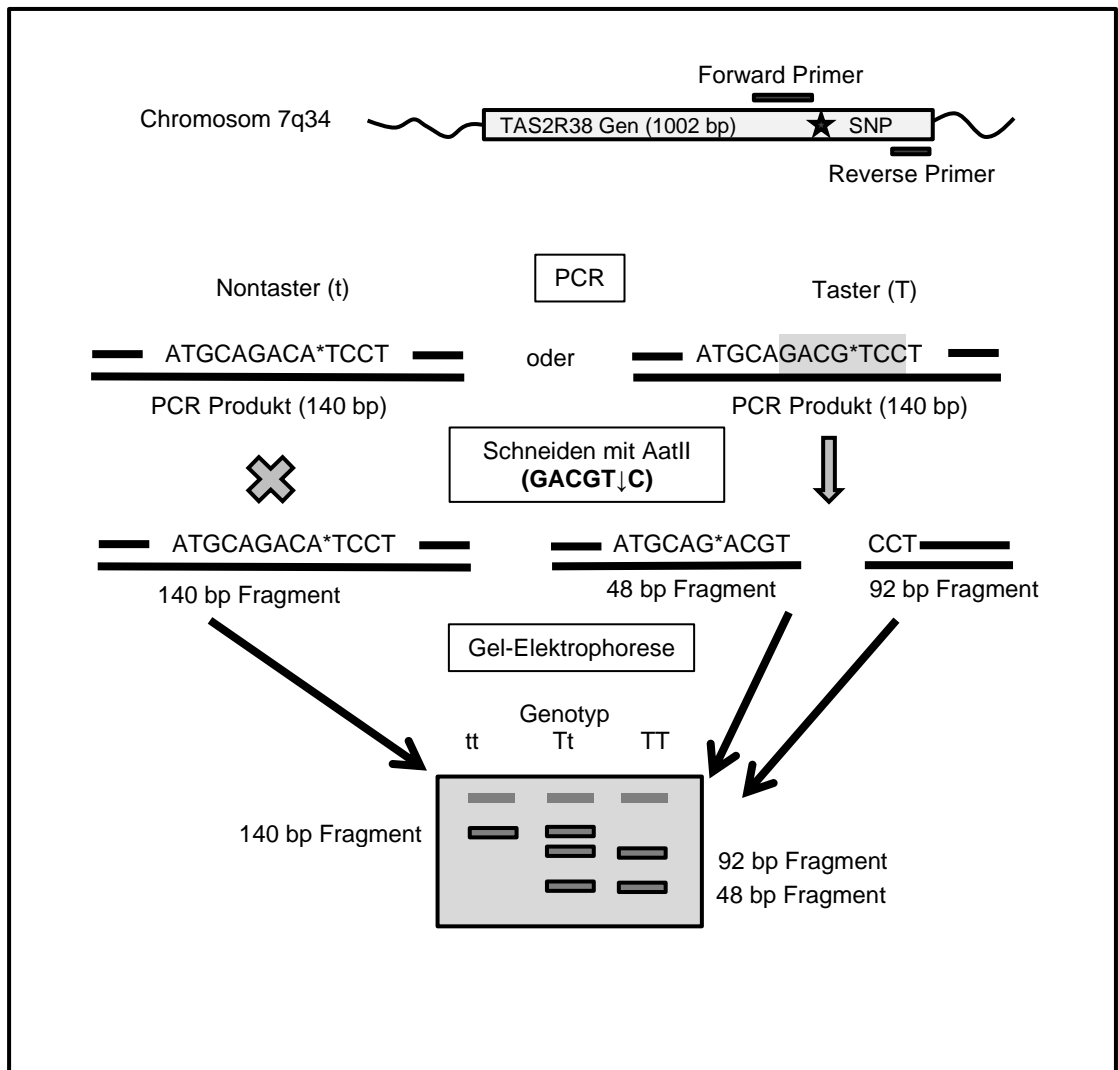 Forward Primer
Chromosom 7q34
TAS2R38 Gen (1002 bp)
SNP
Reverse Primer
PCR
Nontaster (t)
Taster (T)
ATGCAGACA*TCCT
oder
ATGCAGACG*TCCT
PCR Produkt (140 bp)
PCR Produkt (140 bp)
Schneiden mit AatII
(GACGT↓C)
ATGCAGACA*TCCT
ATGCAG*ACGT
CCT
140 bp Fragment
48 bp Fragment
92 bp Fragment
Gel-Elektrophorese
Genotyp
tt Tt TT
140 bp Fragment
92 bp Fragment
48 bp Fragment